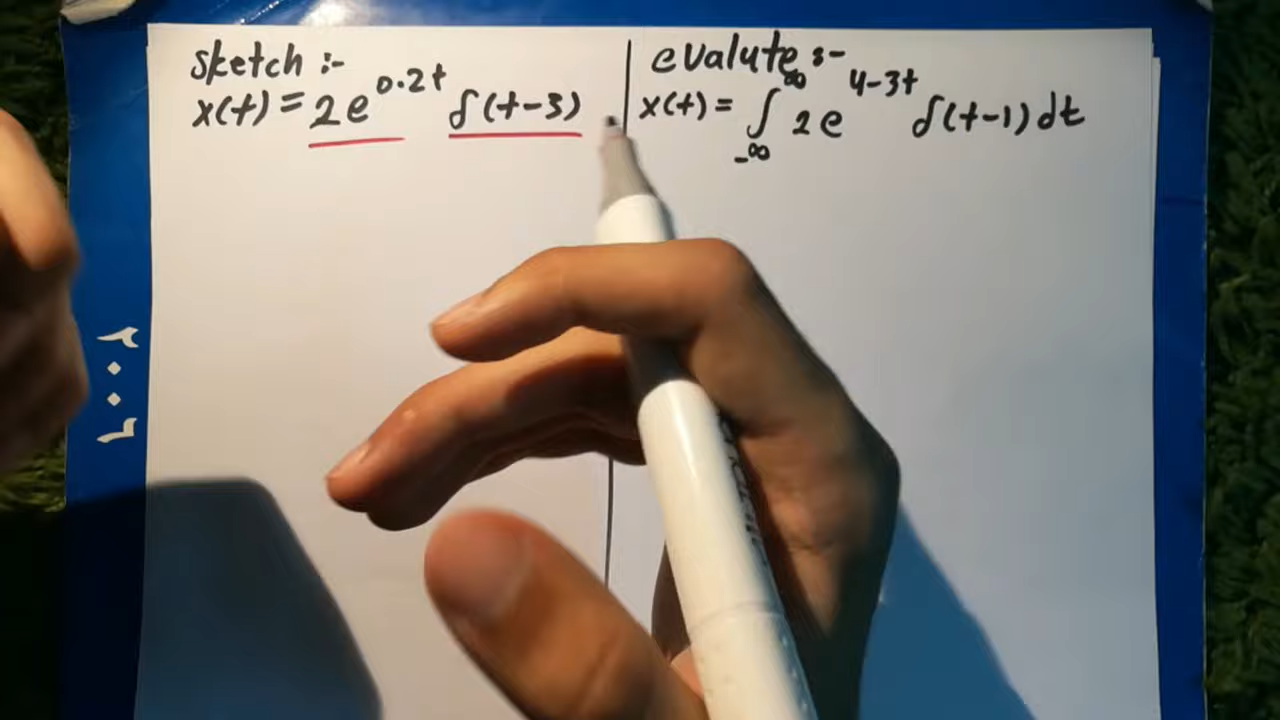 sketch :-
x(t) = 2e^0.2t δ(t-3)
evalute :-
x(t) = ∫_-∞^∞ 2e^4-3t δ(t-1)dt